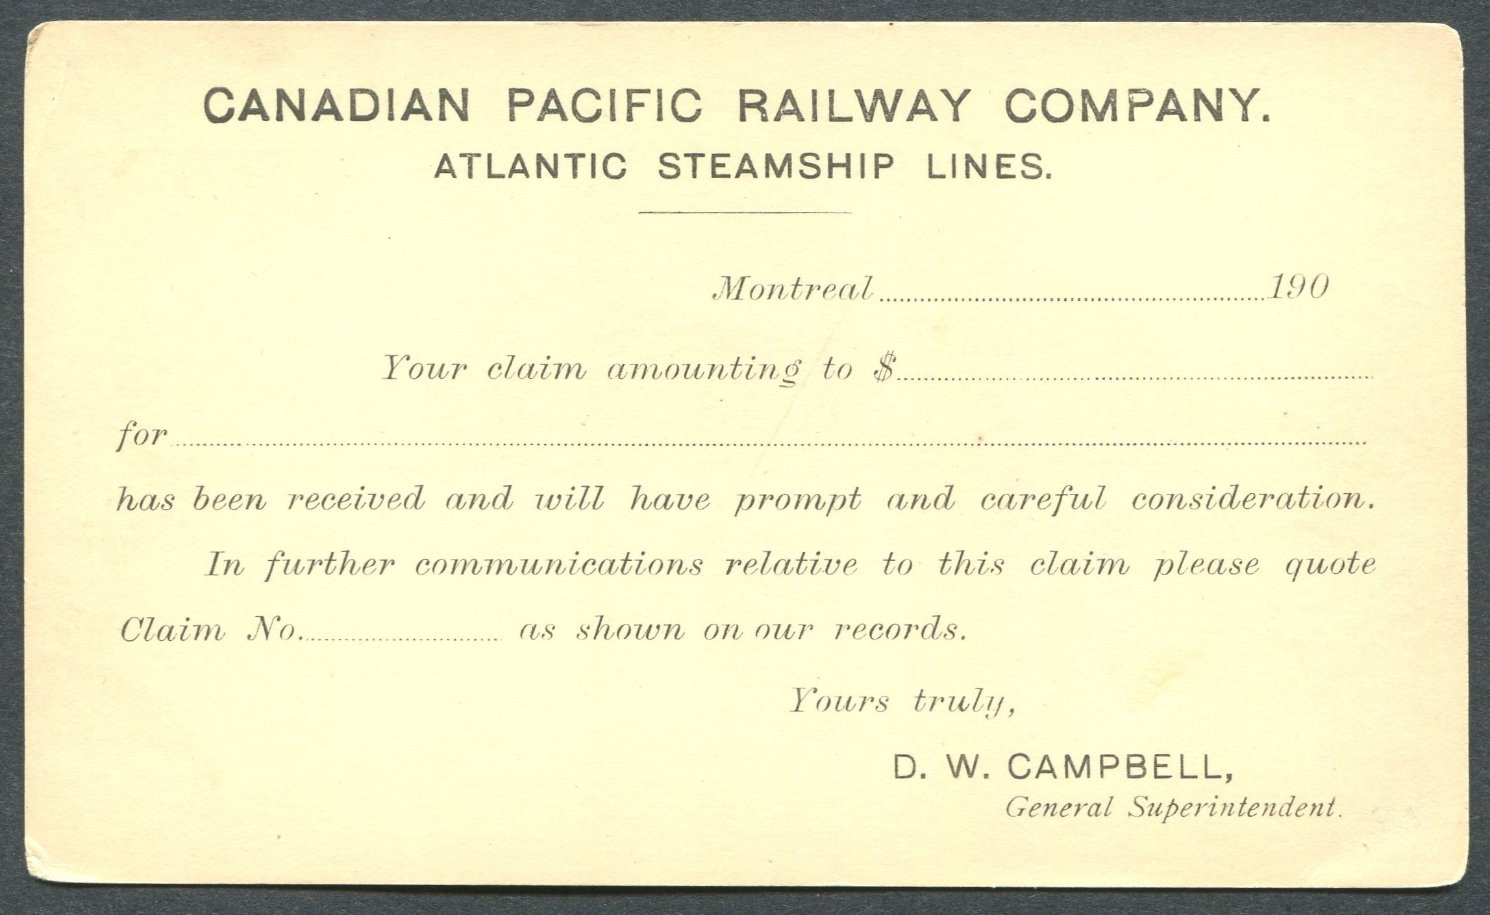 CANADIAN PACIFIC RAILWAY COMPANY.
ATLANTIC STEAMSHIP LINES.
Montreal..............................190
Your claim amounting to $..............................
for..............................
has been received and will have prompt and careful consideration.
In further communications relative to this claim please quote
Claim No............... as shown on our records.
Yours truly,
D. W. CAMPBELL,
General Superintendent.